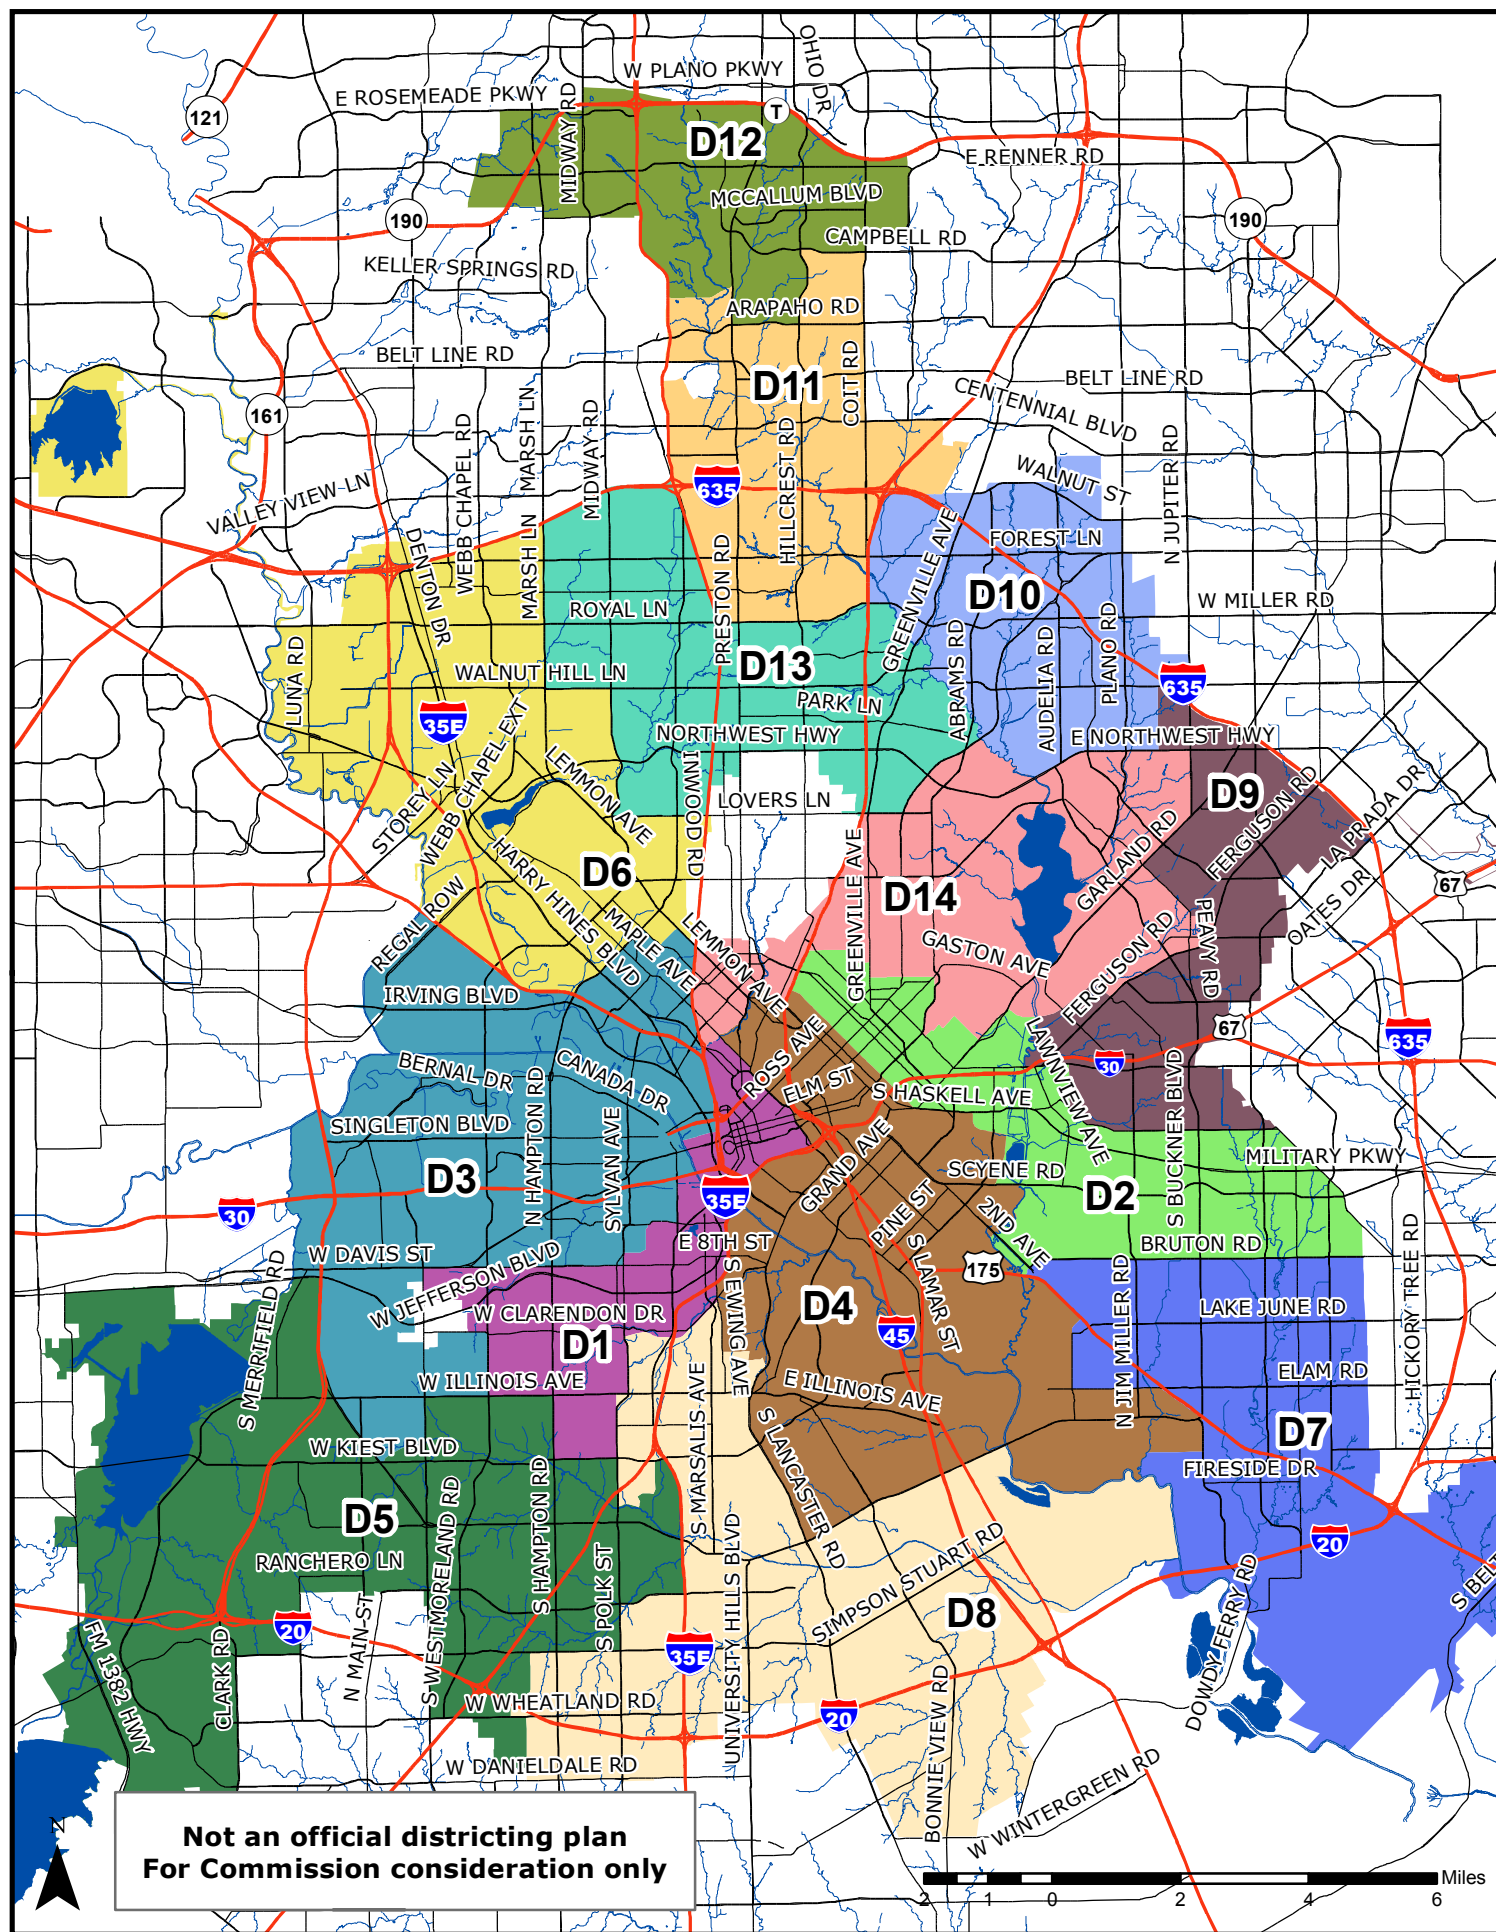 W PLANO PKWY
OHIO DR
E ROSEMEADE PKWY
MIDWAY RD
121
T
D12
E RENNER RD
MCCALLUM BLVD
190
190
CAMPBELL RD
KELLER SPRINGS RD
ARAPAHO RD
BELT LINE RD
COIT RD
BELT LINE RD
D11
CENTENNIAL BLVD
161
WEBB CHAPEL RD
MARSH LN
MIDWAY RD
HILLCREST RD
N JUPITER RD
WALNUT ST
635
VALLEY VIEW LN
MARSH LN
GREENVILLE AVE
FOREST LN
DENTON DR
PRESTON RD
D10
ROYAL LN
W MILLER RD
LUNA RD
WALNUT HILL LN
D13
ABRAMS RD
AUDELIA RD
PLANO RD
635
PARK LN
35E
NORTHWEST HWY
E NORTHWEST HWY
WEBB CHAPEL EXT
STOREY LN
LEMMON AVE
INWOOD RD
LOVERS LN
D9
FERGUSON RD
LA PRADA DR
D6
HARRY HINES BLVD
GREENVILLE AVE
D14
GARLAND RD
67
REGAL ROW
MAPLE AVE
LEMMON AVE
GASTON AVE
FERGUSON RD
PEAVY RD
OATES DR
IRVING BLVD
67
635
BERNAL DR
CANADA DR
ROSS AVE
ELM ST
30
LAWNVIEW AVE
S HASKELL AVE
SINGLETON BLVD
N HAMPTON RD
SYLVAN AVE
S BUCKNER BLVD
GRAND AVE
MILITARY PKWY
SCYENE RD
D3
35E
D2
30
PINE ST
2ND AVE
W DAVIS ST
E 8TH ST
BRUTON RD
S MERRIFIELD RD
W JEFFERSON BLVD
S EWING AVE
S LAMAR ST
175
N JIM MILLER RD
HICKORY TREE RD
W CLARENDON DR
D4
LAKE JUNE RD
D1
45
W ILLINOIS AVE
S MARSALIS AVE
E ILLINOIS AVE
ELAM RD
W KIEST BLVD
S LANCASTER RD
D7
FIRESIDE DR
D5
S WESTMORELAND RD
S HAMPTON RD
RANCHERO LN
S POLK ST
UNIVERSITY HILLS BLVD
SIMPSON STUART RD
20
DOWDY FERRY RD
S BELT
FM 1382 HWY
20
N MAIN ST
D8
CLARK RD
35E
BONNIE VIEW RD
W WHEATLAND RD
20
W DANIELDALE RD
W WINTERGREEN RD
N
Not an official districting plan
For Commission consideration only
Miles
2 1 0 2 4 6